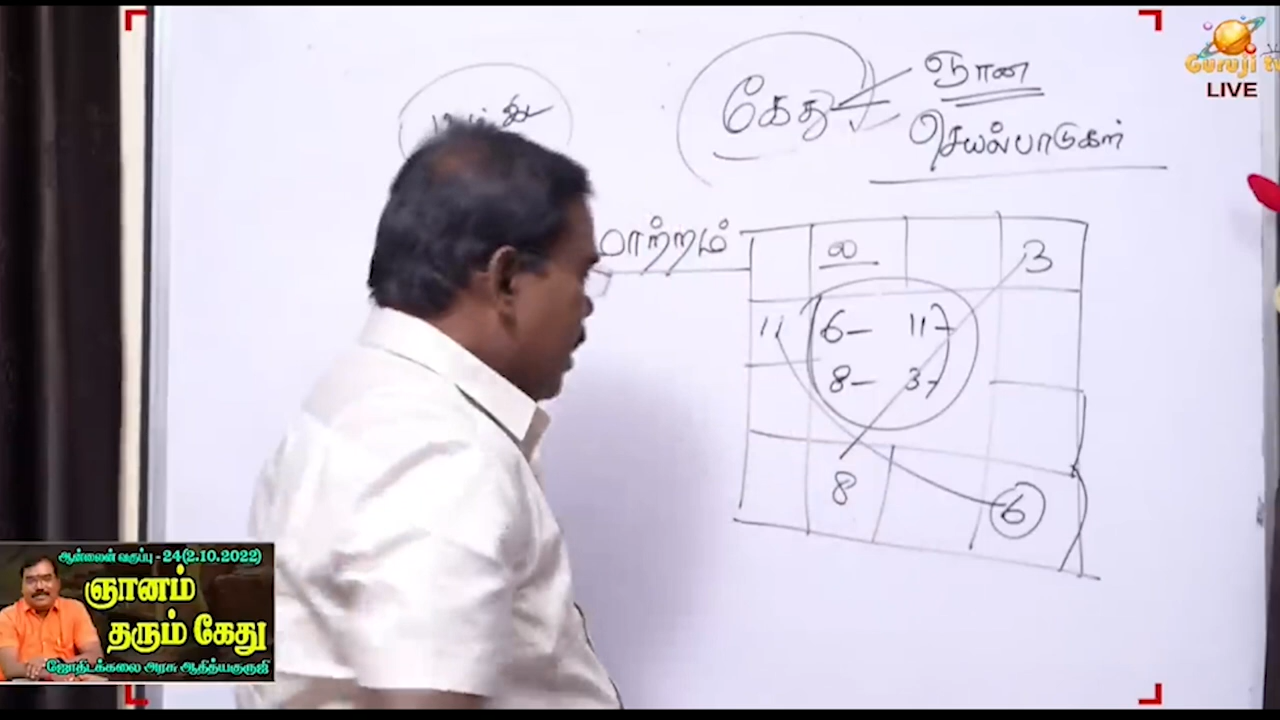 Guruji tv
LIVE
கேது
ஞான
செயல்பாடுகள்
மாற்றம்
ல
3
11
6 – 11
8 – 3
8
6
ஆன்லைன் வகுப்பு - 24(2.10.2022)
ஞானம்
தரும் கேது
ஜோதிடக்கலை அரசு ஆதித்யகுருஜி